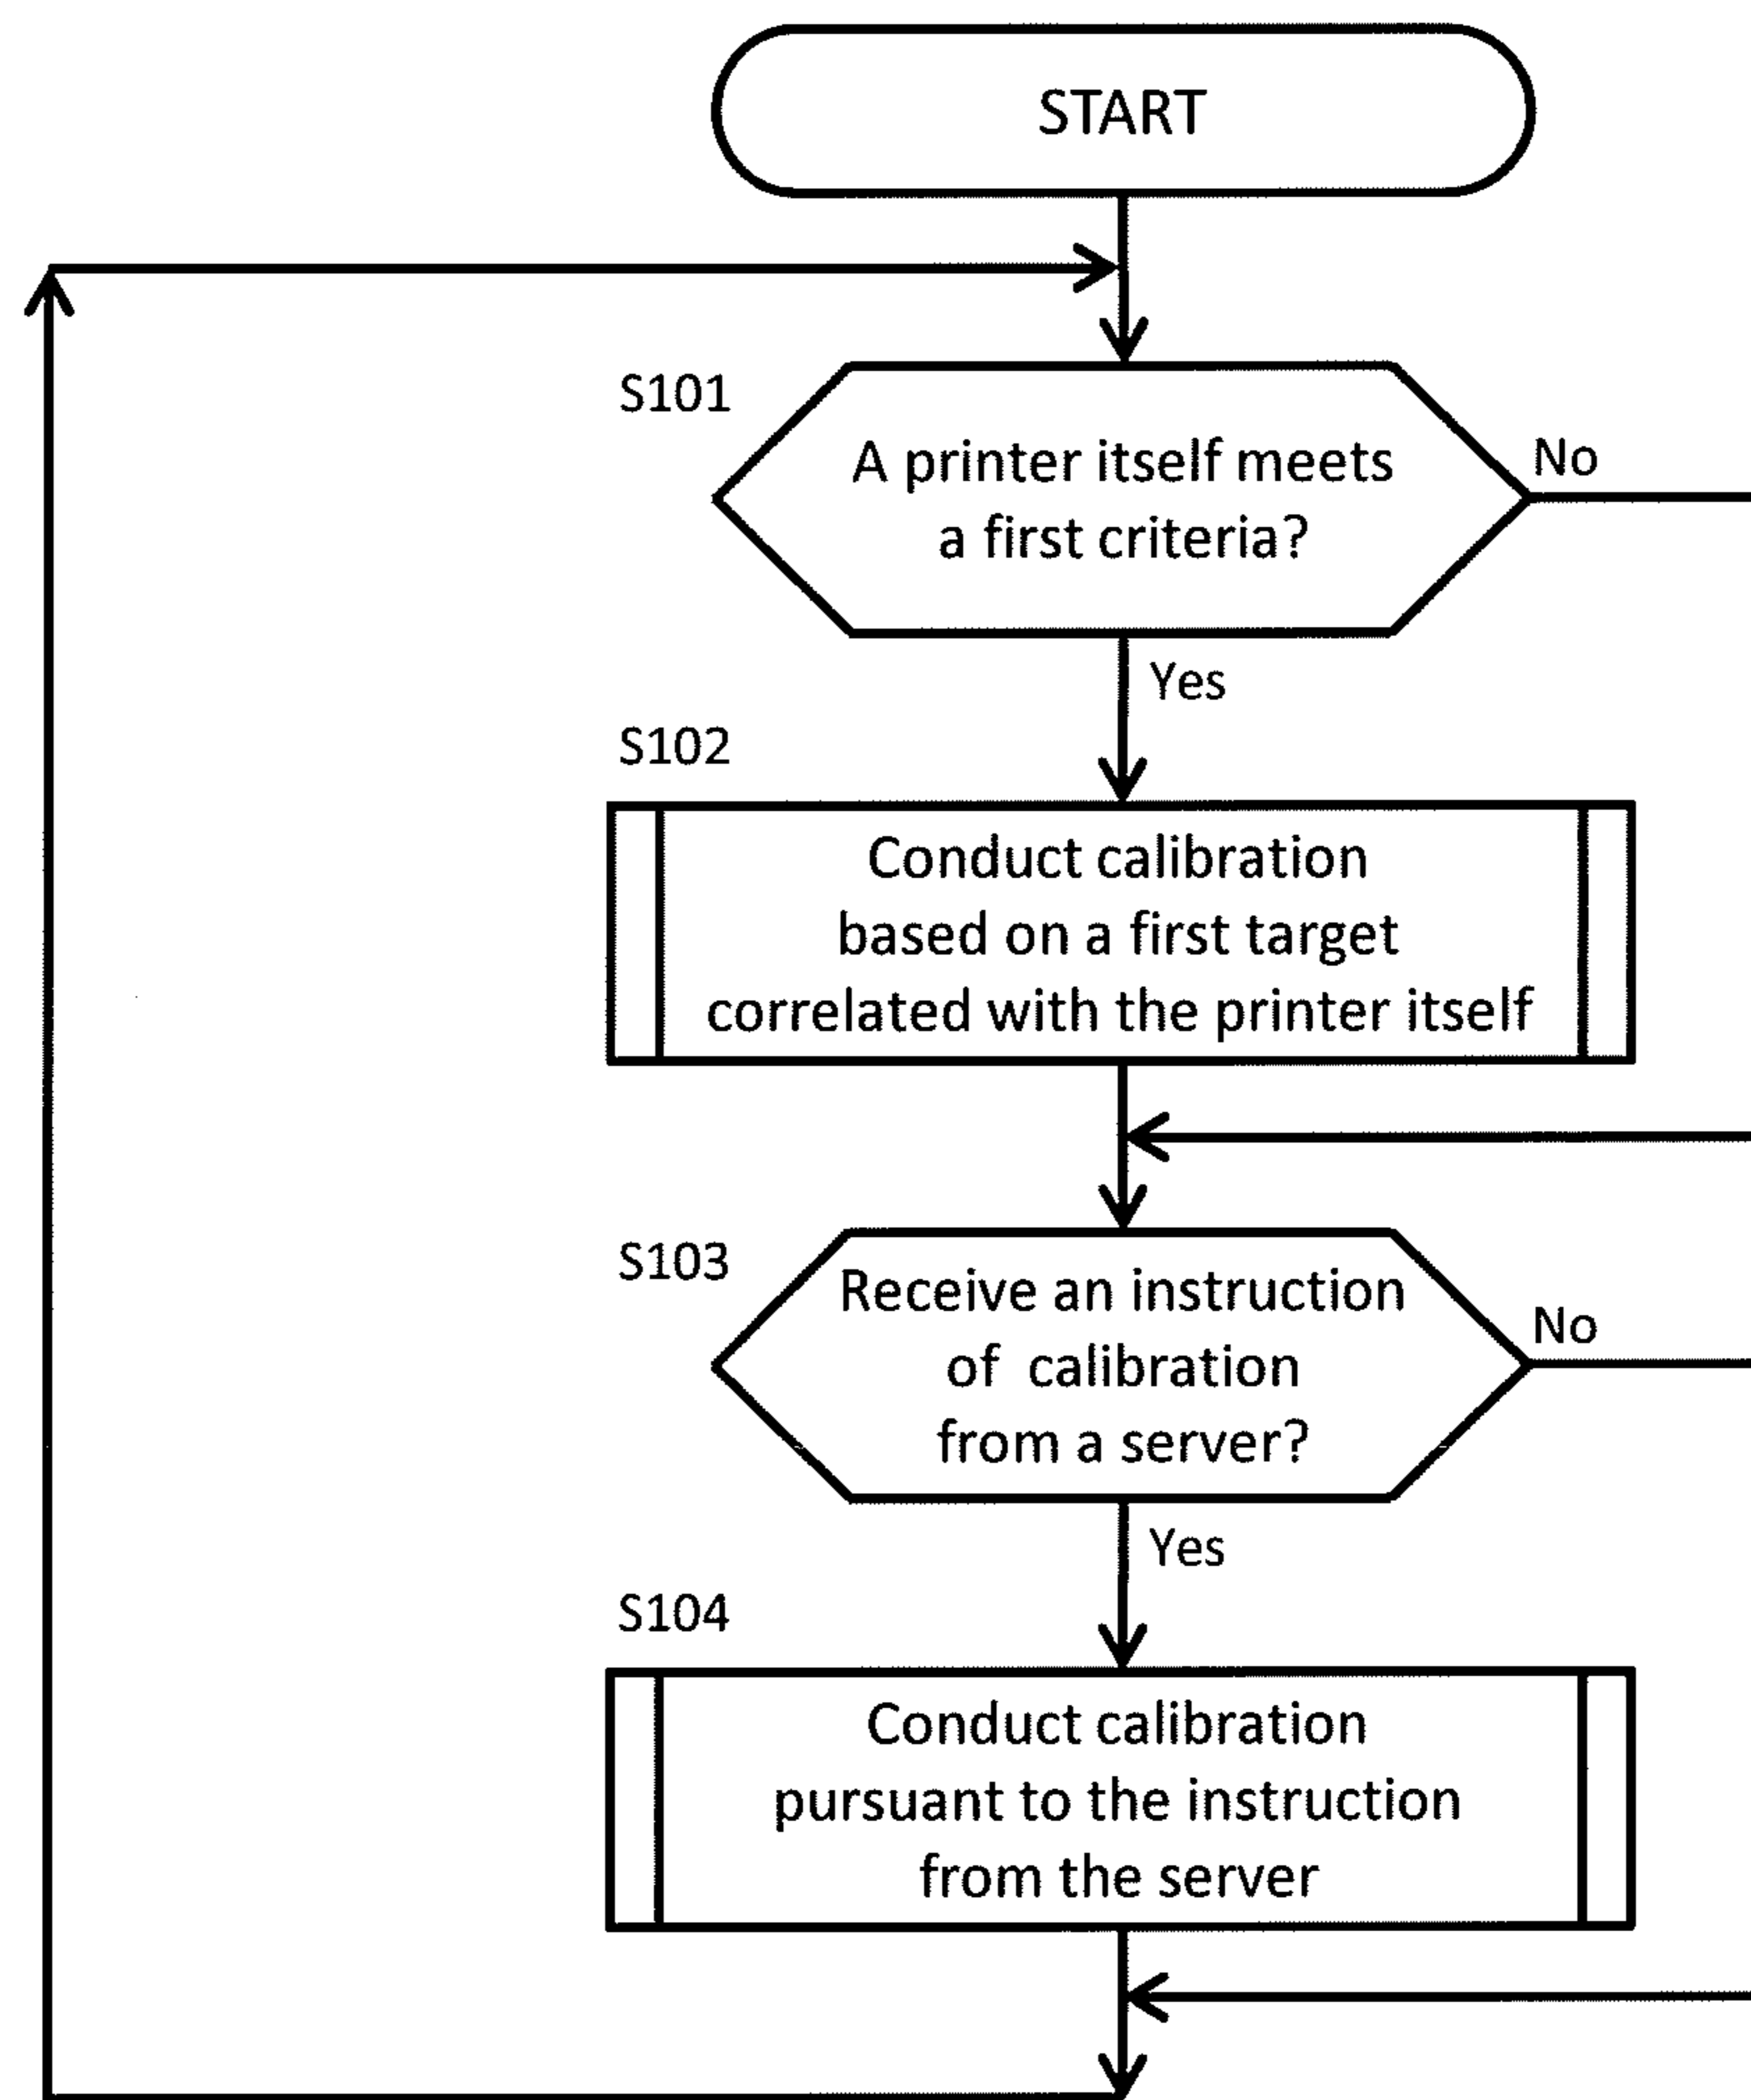 START
S101
A printer itself meets
a first criteria?
No
Yes
S102
Conduct calibration
based on a first target
correlated with the printer itself
S103
Receive an instruction
of calibration
from a server?
No
Yes
S104
Conduct calibration
pursuant to the instruction
from the server